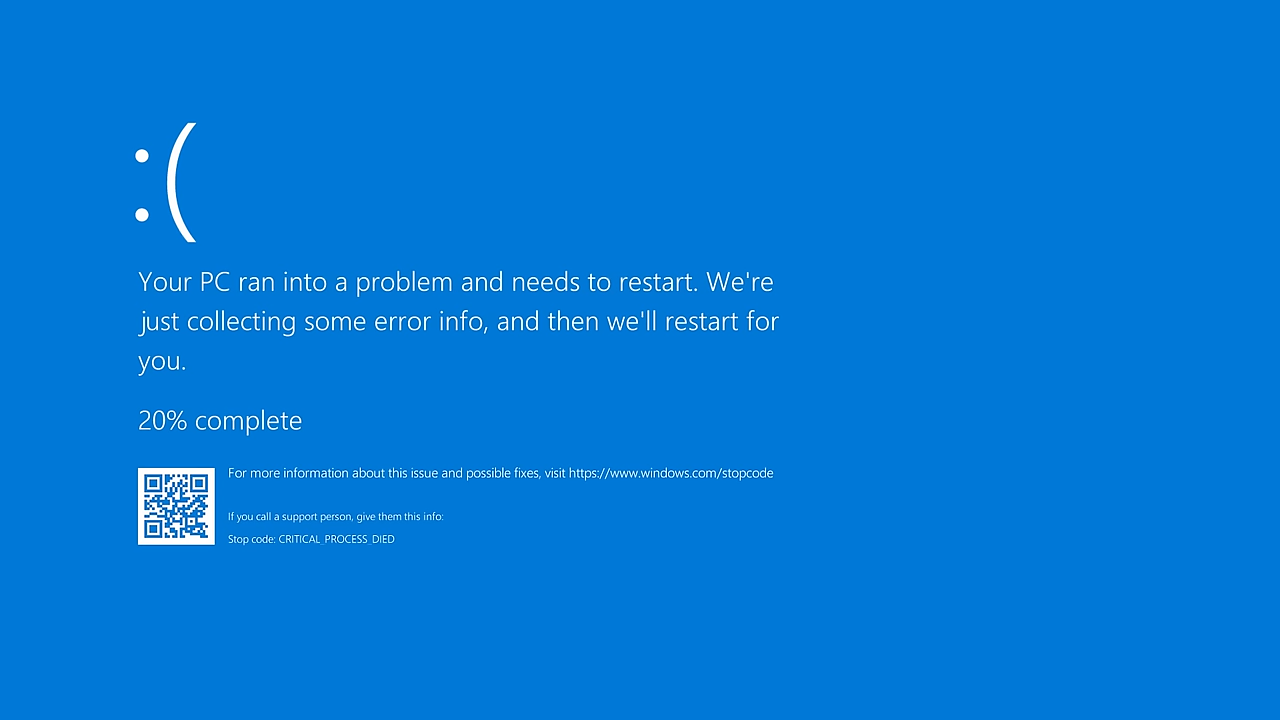 :(
Your PC ran into a problem and needs to restart. We're
just collecting some error info, and then we'll restart for
you.
20% complete
For more information about this issue and possible fixes, visit https://www.windows.com/stopcode
If you call a support person, give them this info:
Stop code: CRITICAL_PROCESS_DIED